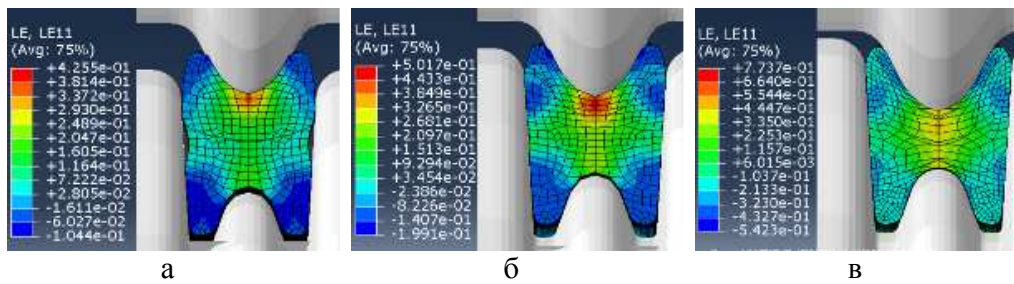 LE, LE11
(Avg: 75%)
+4.255e-01
+3.814e-01
+3.372e-01
+2.930e-01
+2.489e-01
+2.047e-01
+1.605e-01
+1.164e-01
+7.222e-02
+2.805e-02
-1.611e-02
-6.027e-02
-1.044e-01
LE, LE11
(Avg: 75%)
+5.017e-01
+4.433e-01
+3.849e-01
+3.265e-01
+2.681e-01
+2.097e-01
+1.513e-01
+9.294e-02
+3.454e-02
-2.386e-02
-8.226e-02
-1.407e-01
-1.991e-01
LE, LE11
(Avg: 75%)
+7.737e-01
+6.640e-01
+5.544e-01
+4.447e-01
+3.350e-01
+2.253e-01
+1.157e-01
+6.015e-03
-1.037e-01
-2.133e-01
-3.230e-01
-4.327e-01
-5.423e-01
а
б
в